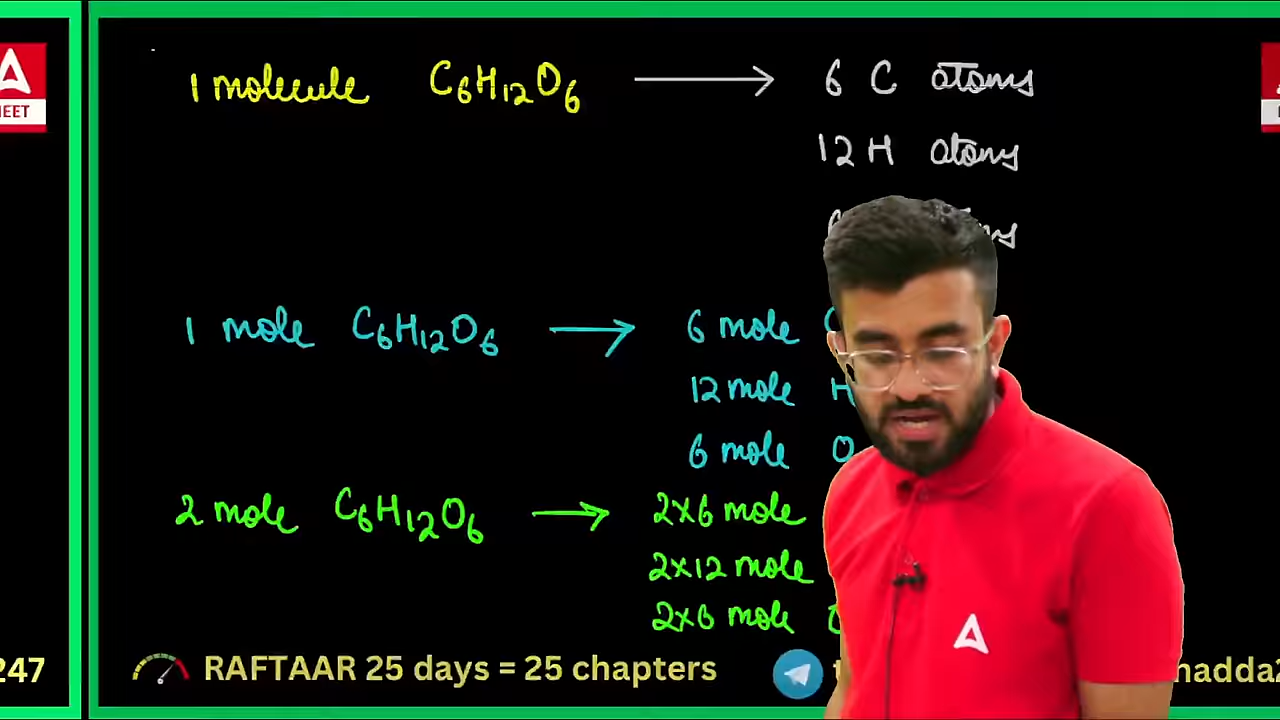 1 molecule C₆H₁₂O₆ → 6 C atoms
12 H atoms
1 mole C₆H₁₂O₆ → 6 mole
12 mole H
6 mole O
2 mole C₆H₁₂O₆ → 2×6 mole
2×12 mole
2×6 mole
NEET
247
RAFTAAR 25 days = 25 chapters